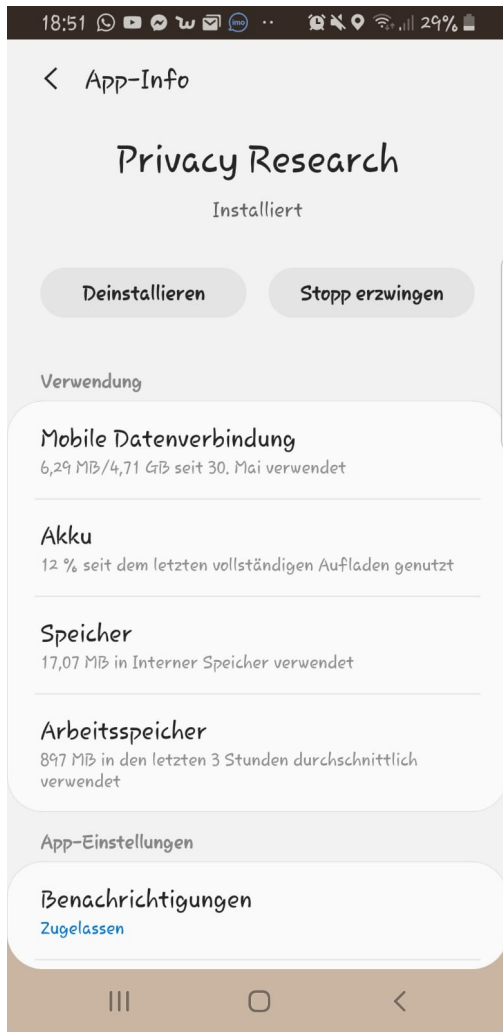 18:51 imo 29%
App-Info
Privacy Research
Installiert
Deinstallieren Stopp erzwingen
Verwendung
Mobile Datenverbindung
6,29 MB/4,71 GB seit 30. Mai verwendet
Akku
12 % seit dem letzten vollständigen Aufladen genutzt
Speicher
17,07 MB in Interner Speicher verwendet
Arbeitsspeicher
897 MB in den letzten 3 Stunden durchschnittlich
verwendet
App-Einstellungen
Benachrichtigungen
Zugelassen